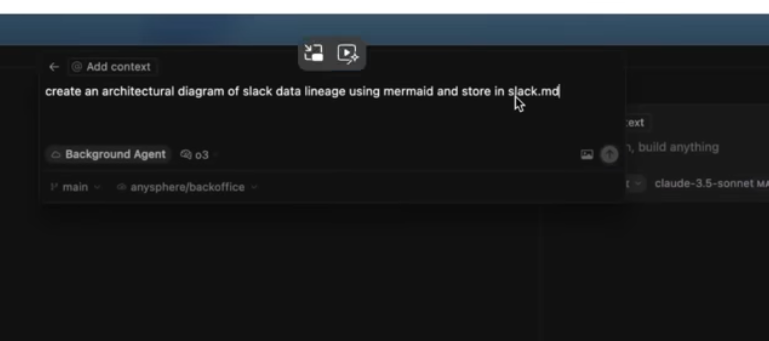 Add context
create an architectural diagram of slack data lineage using mermaid and store in slack.md
Background Agent o3
main anysphere/backoffice
ext
, build anything
claude-3.5-sonnet MA